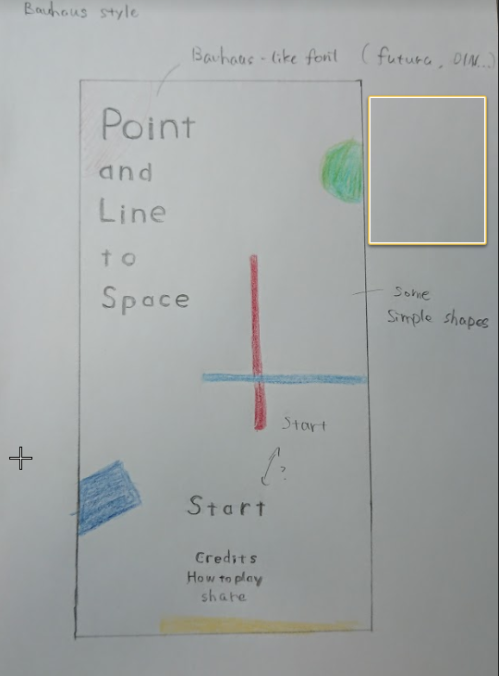 Bauhaus style
Bauhaus-like font (futura, DIN...)
Point
and
Line
to
Space
Some
Simple shapes
Start
?
Start
Credits
How to play
share